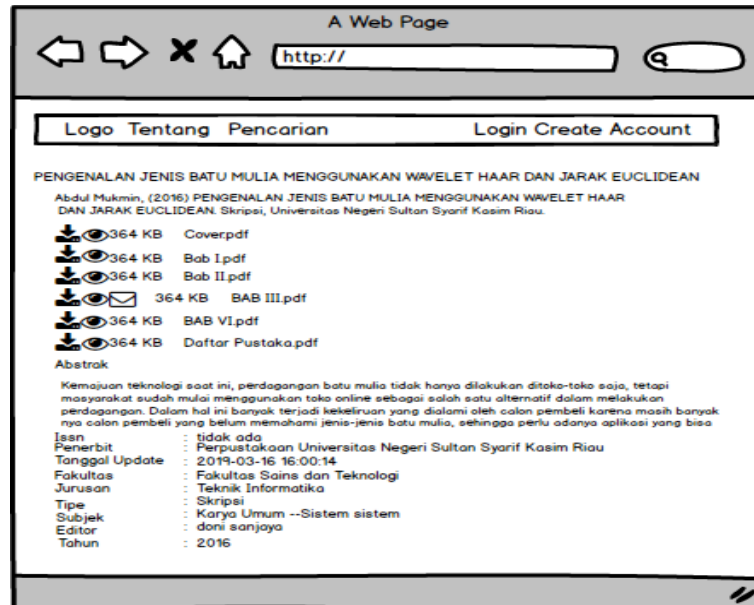 A Web Page
http://
Logo Tentang Pencarian Login Create Account
PENGENALAN JENIS BATU MULIA MENGGUNAKAN WAVELET HAAR DAN JARAK EUCLIDEAN
Abdul Mukmin, (2016) PENGENALAN JENIS BATU MULIA MENGGUNAKAN WAVELET HAAR
DAN JARAK EUCLIDEAN. Skripsi, Universitas Negeri Sultan Syarif Kasim Riau.
364 KB Cover.pdf
364 KB Bab I.pdf
364 KB Bab II.pdf
364 KB BAB III.pdf
364 KB BAB VI.pdf
364 KB Daftar Pustaka.pdf
Abstrak
Kemajuan teknologi saat ini, perdagangan batu mulia tidak hanya dilakukan ditoko-toko saja, tetapi
masyarakat sudah mulai menggunakan toko online sebagai salah satu alternatif dalam melakukan
perdagangan. Dalam hal ini banyak terjadi kekeliruan yang dialami oleh calon pembeli karena masih banyak
nya calon pembeli yang belum memahami jenis-jenis batu mulia, sehingga perlu adanya aplikasi yang bisa
Issn : tidak ada
Penerbit : Perpustakaan Universitas Negeri Sultan Syarif Kasim Riau
Tanggal Update : 2019-03-16 16:00:14
Fakultas : Fakultas Sains dan Teknologi
Jurusan : Teknik Informatika
Tipe : Skripsi
Subjek : Karya Umum --Sistem sistem
Editor : doni sanjaya
Tahun : 2016